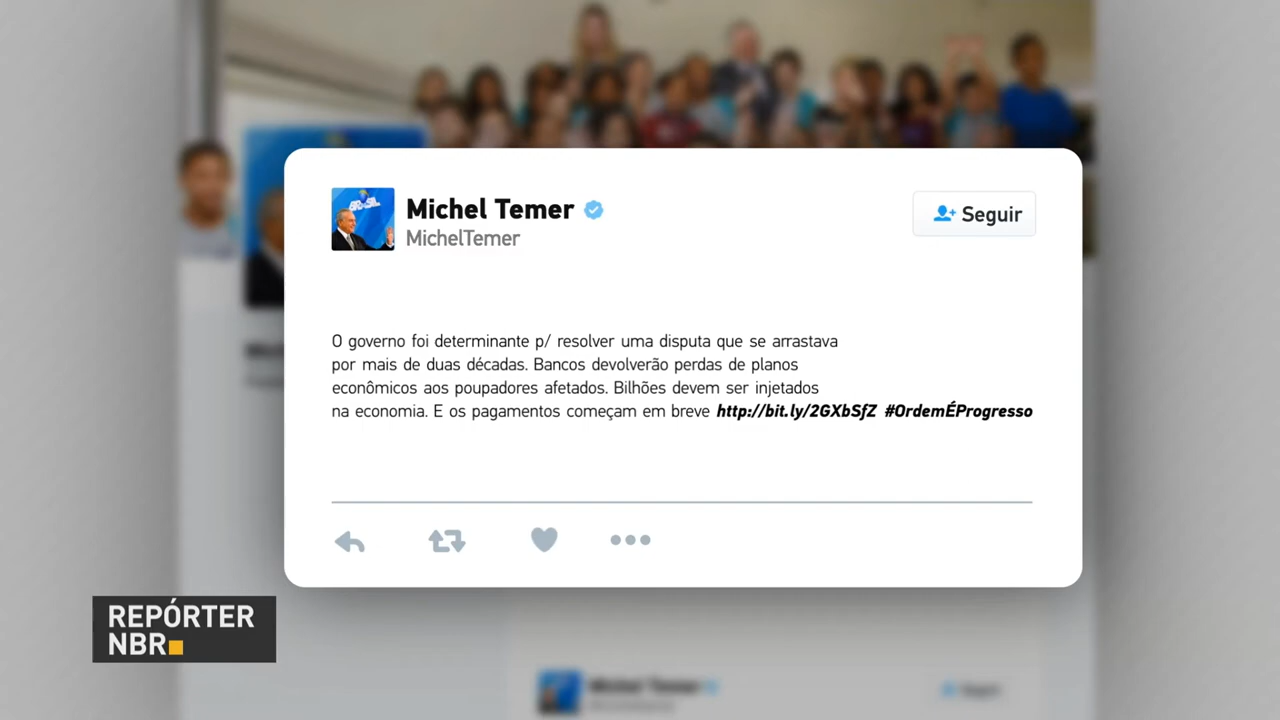 Michel Temer
MichelTemer
Seguir
O governo foi determinante p/ resolver uma disputa que se arrastava
por mais de duas décadas. Bancos devolverão perdas de planos
econômicos aos poupadores afetados. Bilhões devem ser injetados
na economia. E os pagamentos começam em breve http://bit.ly/2GXbSfZ #OrdemÉProgresso
REPÓRTER
NBR
Michel Temer